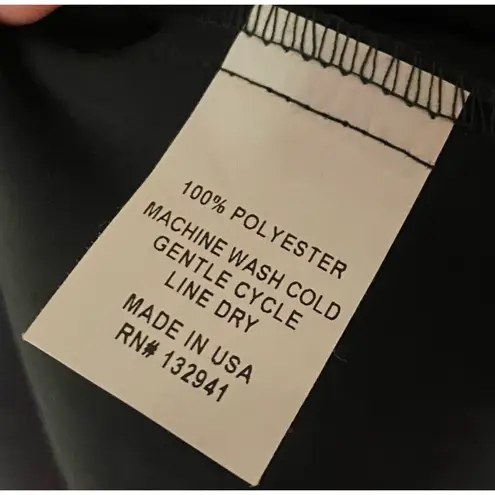 100% POLYESTER
MACHINE WASH COLD
GENTLE CYCLE
LINE DRY
MADE IN USA
RN# 132941